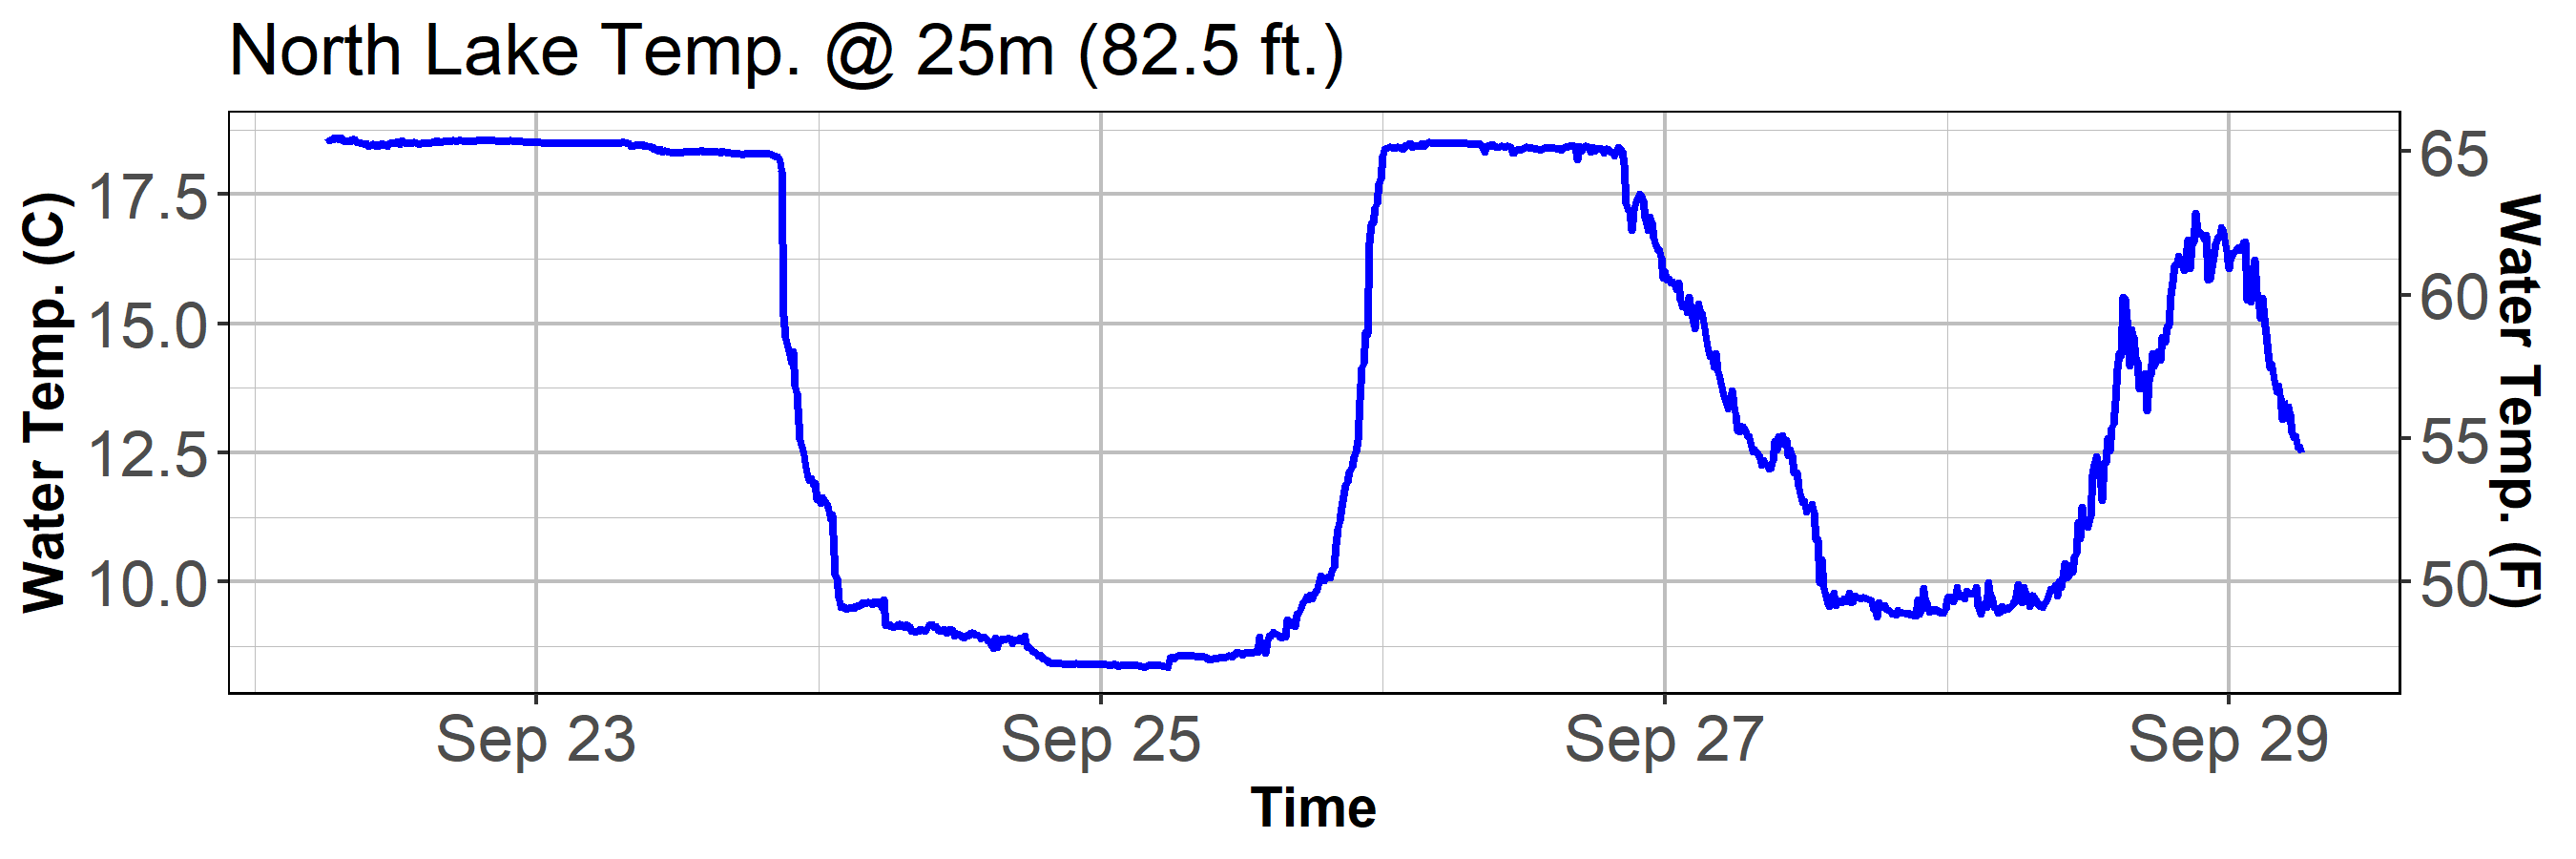 North Lake Temp. @ 25m (82.5 ft.)
Water Temp. (C)
17.5
15.0
12.5
10.0
65
60
55
50
Water Temp. (F)
Sep 23
Sep 25
Sep 27
Sep 29
Time